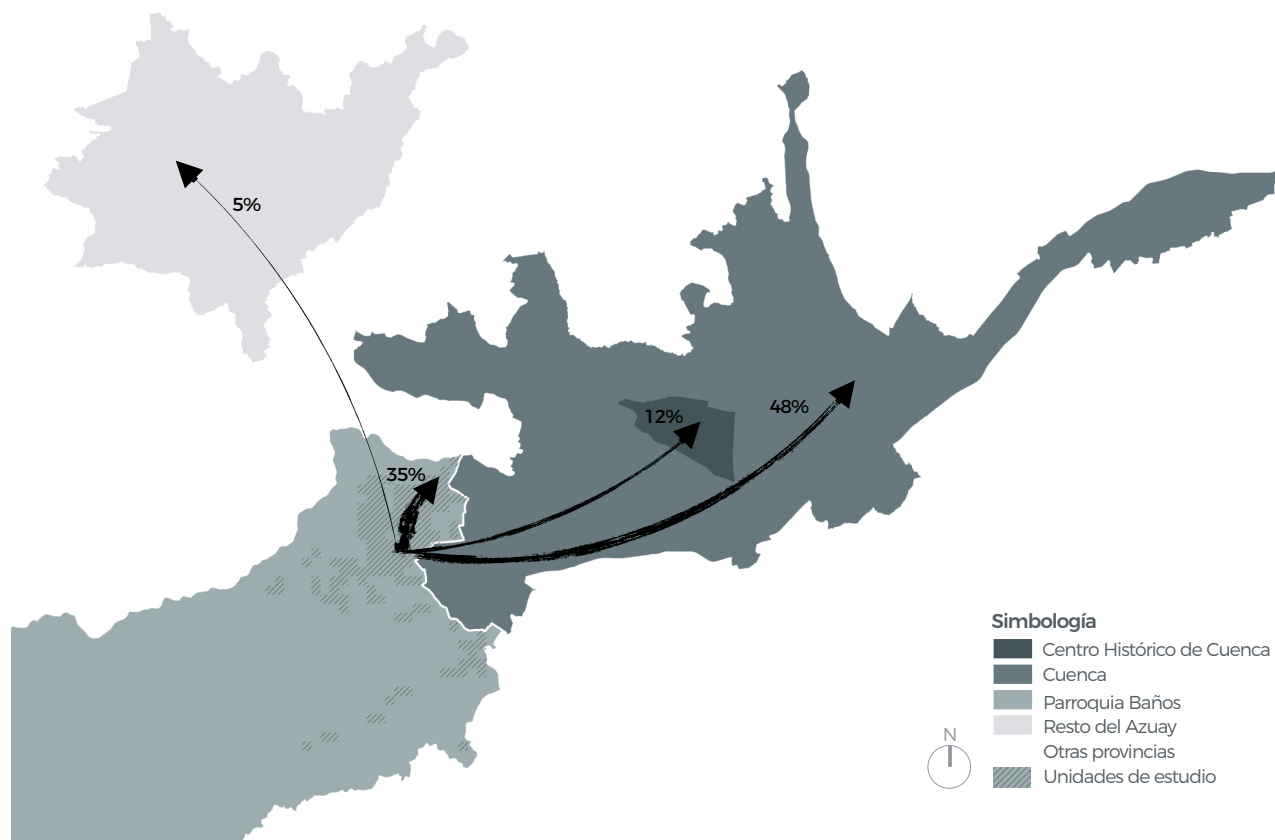 5%
12%
48%
35%
Simbología
Centro Histórico de Cuenca
Cuenca
Parroquia Baños
Resto del Azuay
Otras provincias
Unidades de estudio
N